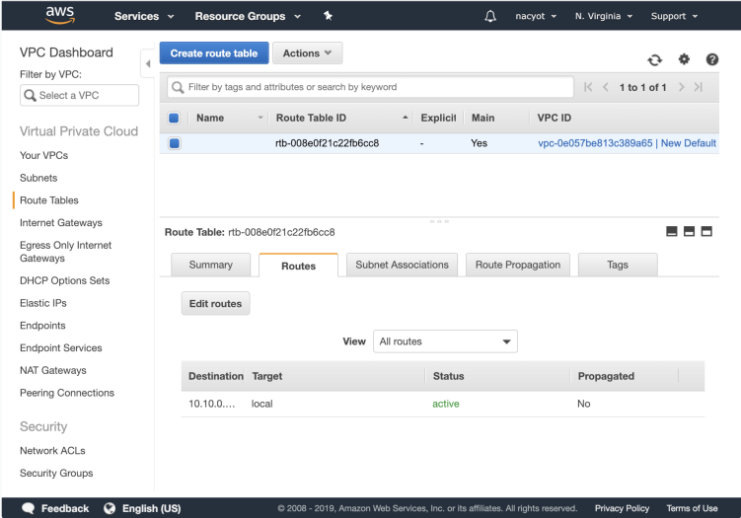 aws Services Resource Groups nacyot N. Virginia Support
VPC Dashboard
Filter by VPC:
Select a VPC
Virtual Private Cloud
Your VPCs
Subnets
Route Tables
Internet Gateways
Egress Only Internet
Gateways
DHCP Options Sets
Elastic IPs
Endpoints
Endpoint Services
NAT Gateways
Peering Connections
Security
Network ACLs
Security Groups
Create route table Actions
Filter by tags and attributes or search by keyword 1 to 1 of 1
Name Route Table ID Explicit Main VPC ID
rtb-008e0f21c22fb6cc8 - Yes vpc-0e057be813c389a65 | New Default
Route Table: rtb-008e0f21c22fb6cc8
Summary Routes Subnet Associations Route Propagation Tags
Edit routes
View All routes
Destination Target Status Propagated
10.10.0.... local active No
Feedback English (US) © 2008 - 2019, Amazon Web Services, Inc. or its affiliates. All rights reserved. Privacy Policy Terms of Use